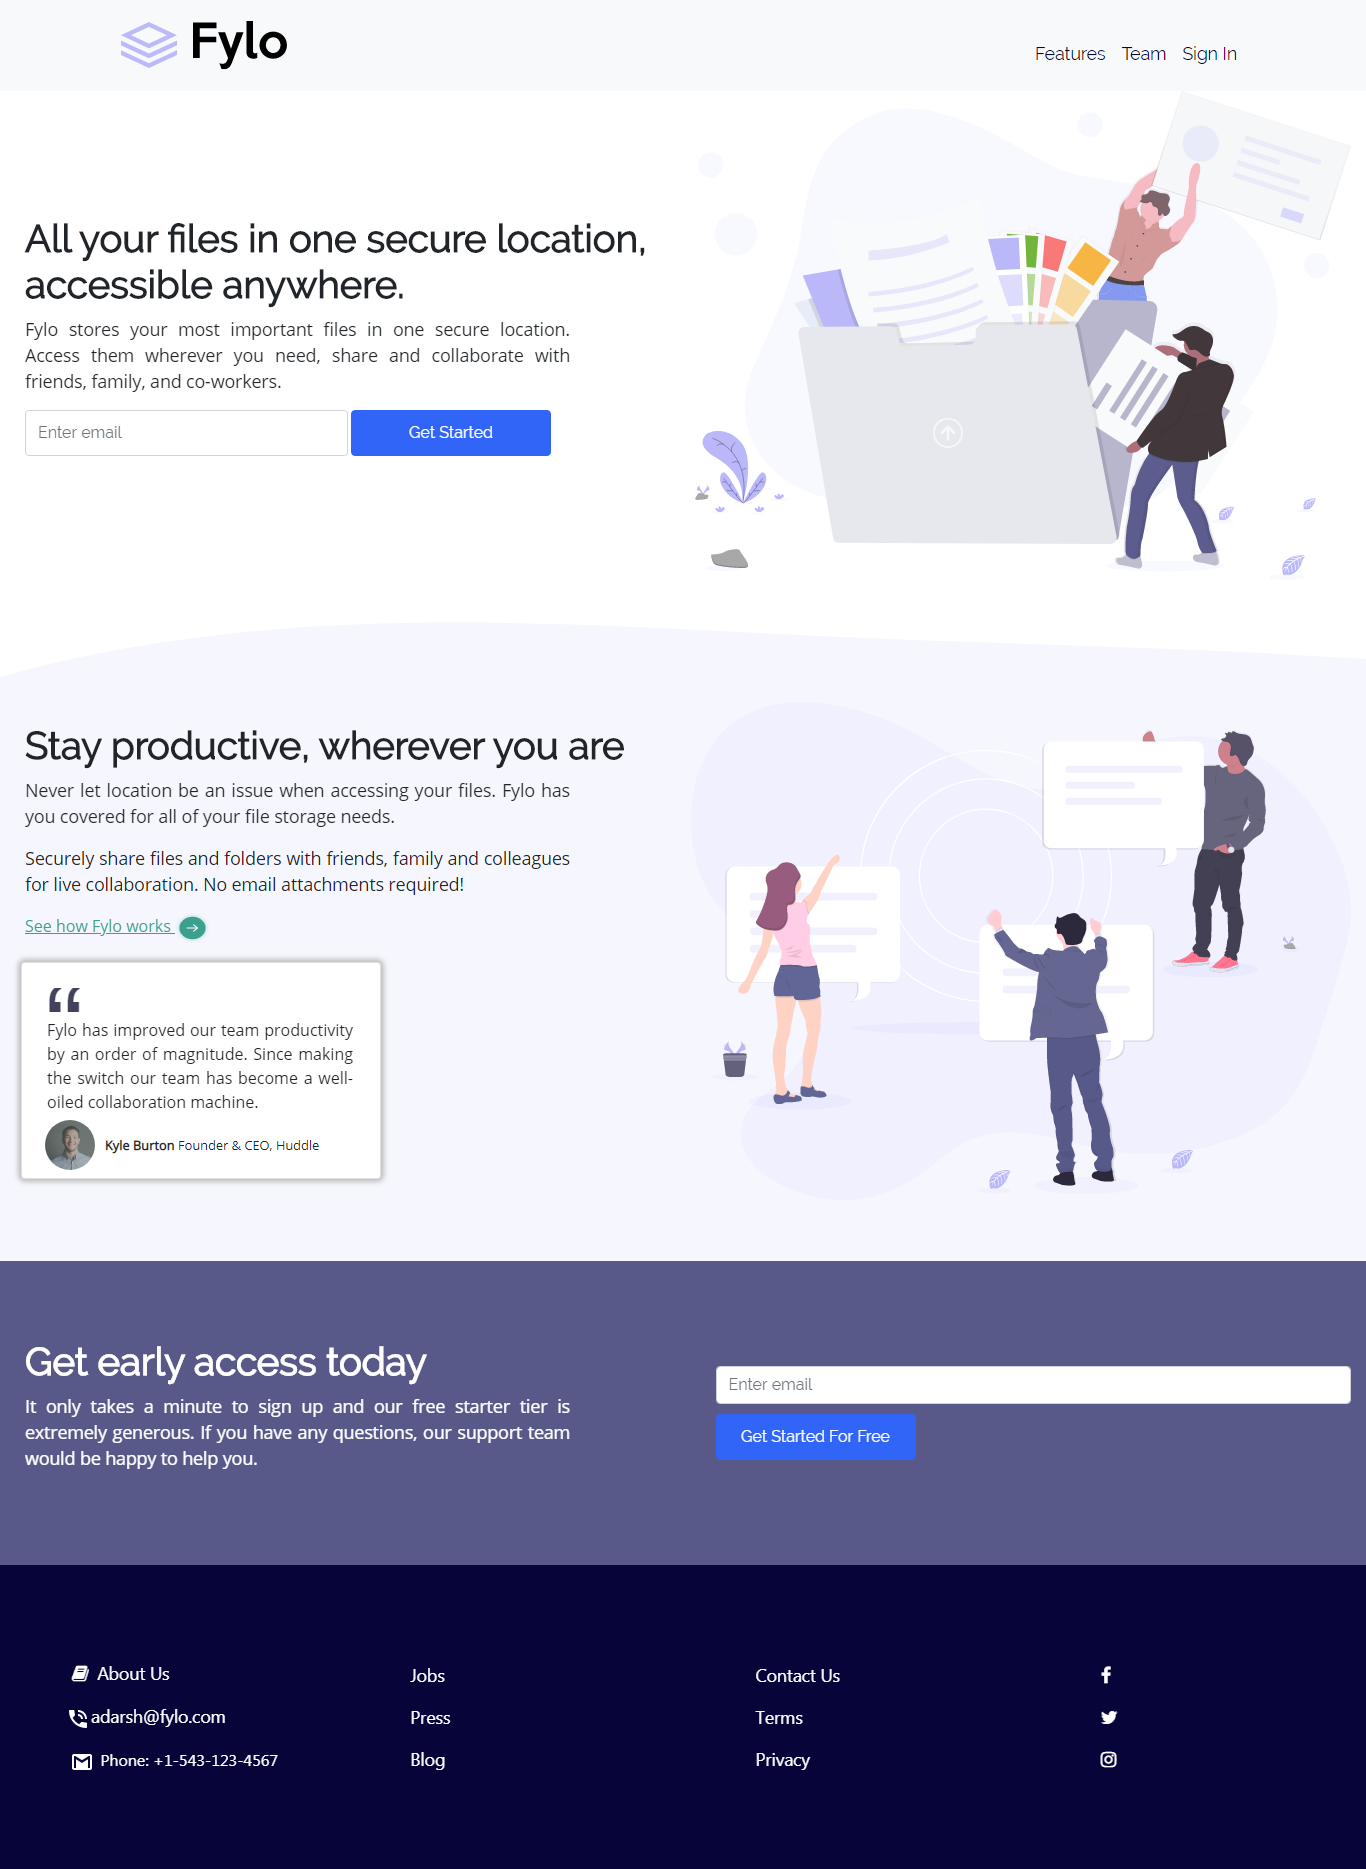 Fylo
Features Team Sign In
All your files in one secure location,
accessible anywhere.
Fylo stores your most important files in one secure location.
Access them wherever you need, share and collaborate with
friends, family, and co-workers.
Enter email
Get Started
Stay productive, wherever you are
Never let location be an issue when accessing your files. Fylo has
you covered for all of your file storage needs.
Securely share files and folders with friends, family and colleagues
for live collaboration. No email attachments required!
See how Fylo works
“
Fylo has improved our team productivity
by an order of magnitude. Since making
the switch our team has become a well-
oiled collaboration machine.
Kyle Burton Founder & CEO, Huddle
Get early access today
It only takes a minute to sign up and our free starter tier is
extremely generous. If you have any questions, our support team
would be happy to help you.
Enter email
Get Started For Free
About Us
adarsh@fylo.com
Phone: +1-543-123-4567
Jobs
Press
Blog
Contact Us
Terms
Privacy